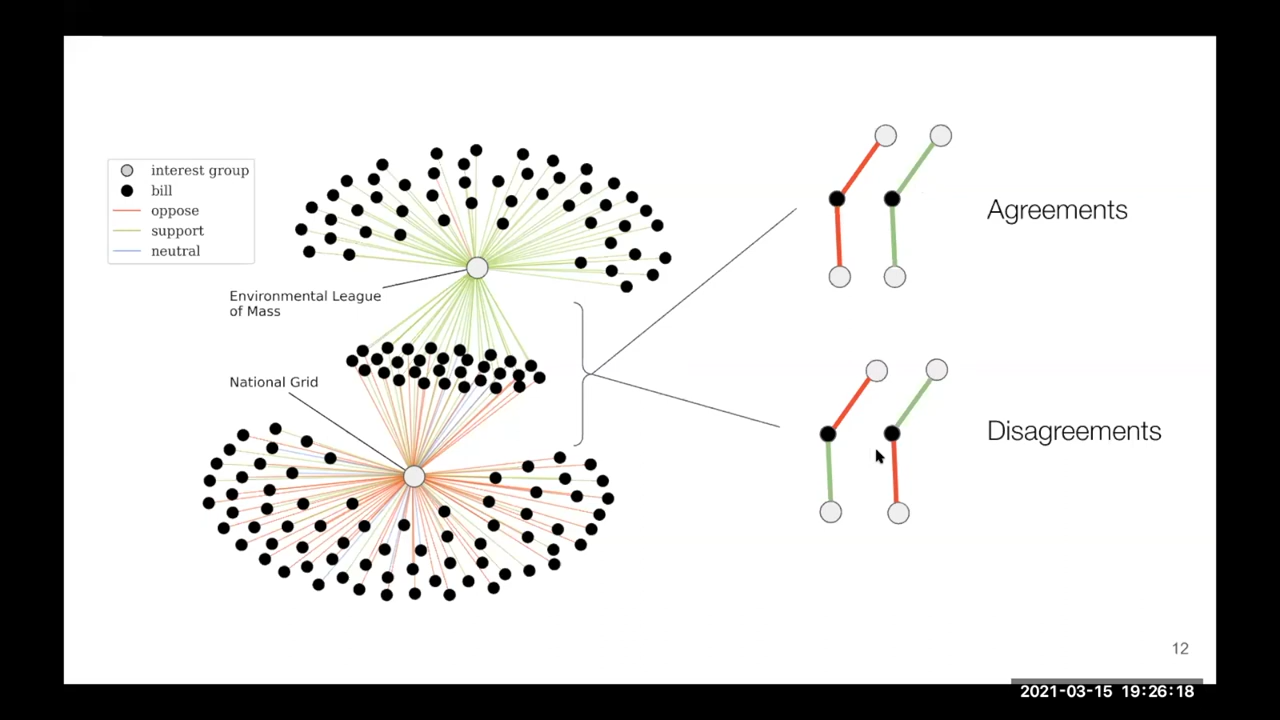 interest group
bill
oppose
support
neutral
Environmental League
of Mass
National Grid
Agreements
Disagreements
12
2021-03-15 19:26:18